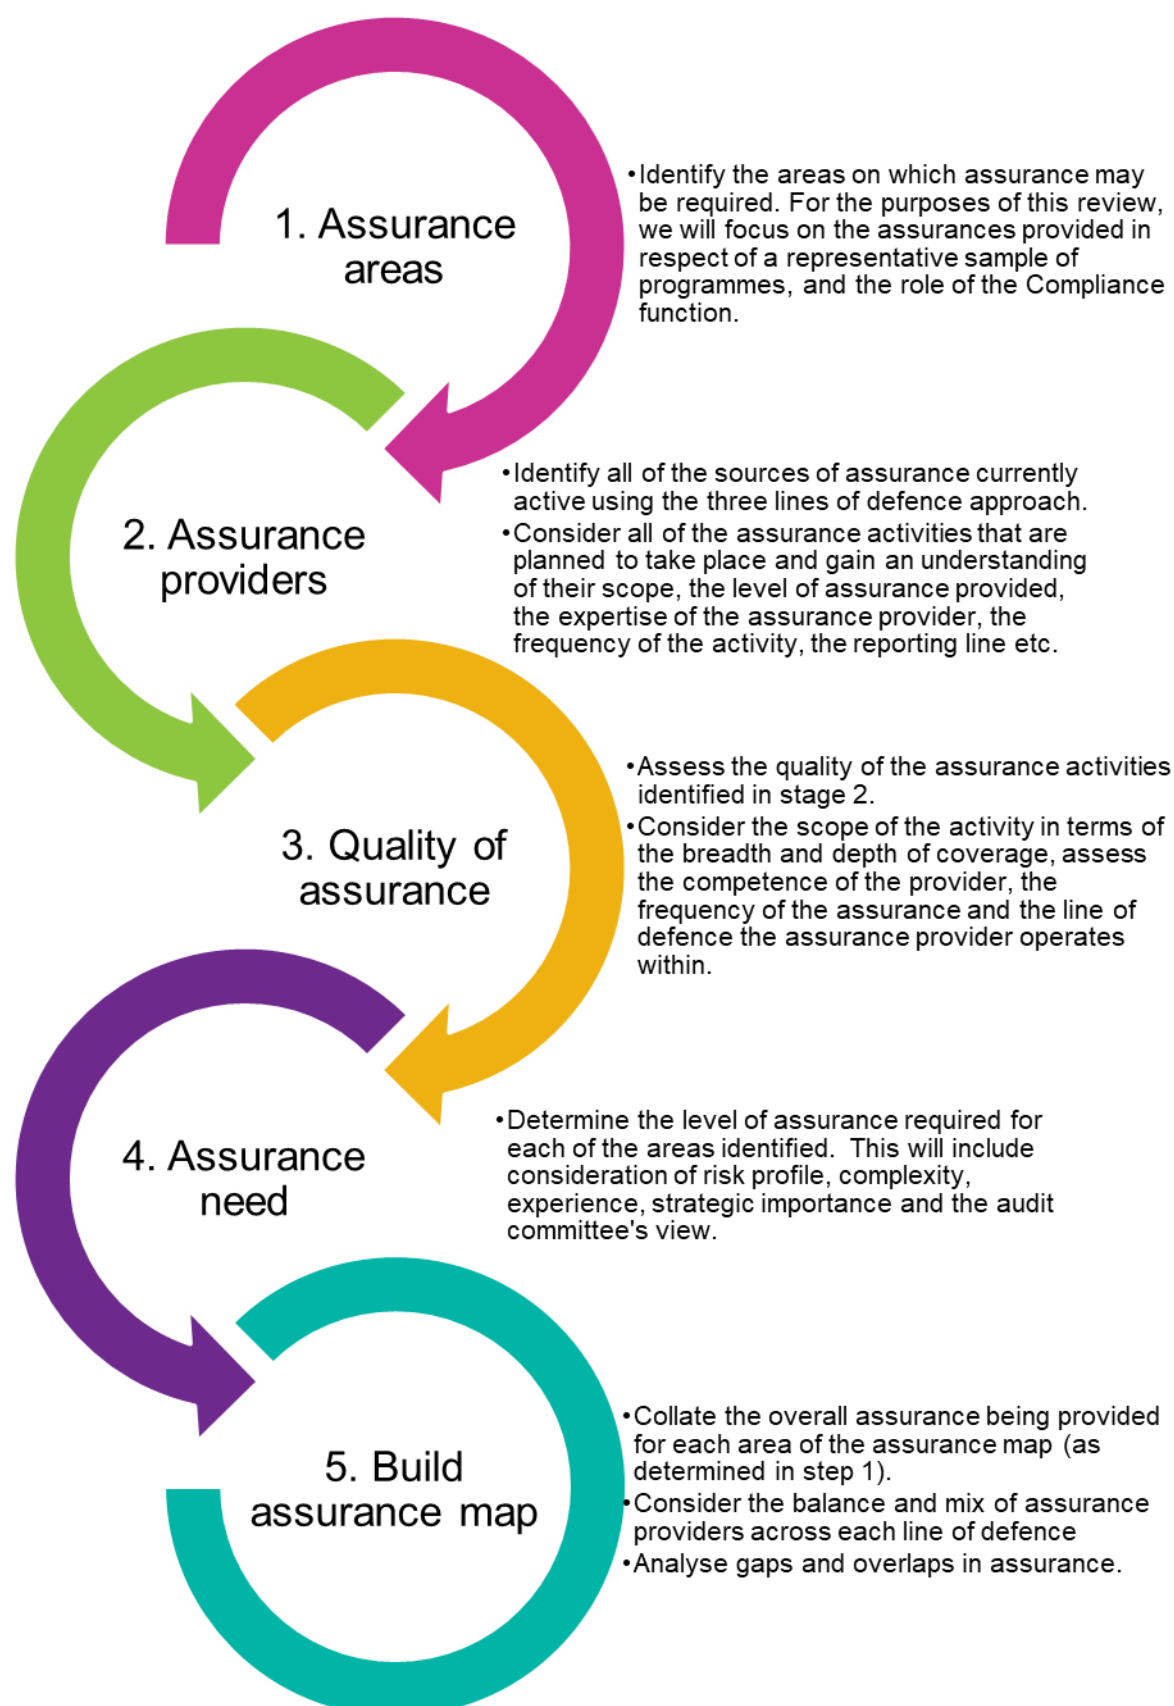 1. Assurance
areas
•Identify the areas on which assurance may
be required. For the purposes of this review,
we will focus on the assurances provided in
respect of a representative sample of
programmes, and the role of the Compliance
function.
2. Assurance
providers
•Identify all of the sources of assurance currently
active using the three lines of defence approach.
•Consider all of the assurance activities that are
planned to take place and gain an understanding
of their scope, the level of assurance provided,
the expertise of the assurance provider, the
frequency of the activity, the reporting line etc.
3. Quality of
assurance
•Assess the quality of the assurance activities
identified in stage 2.
•Consider the scope of the activity in terms of
the breadth and depth of coverage, assess
the competence of the provider, the
frequency of the assurance and the line of
defence the assurance provider operates
within.
4. Assurance
need
•Determine the level of assurance required for
each of the areas identified.  This will include
consideration of risk profile, complexity,
experience, strategic importance and the audit
committee's view.
5. Build
assurance map
•Collate the overall assurance being provided
for each area of the assurance map (as
determined in step 1).
•Consider the balance and mix of assurance
providers across each line of defence
•Analyse gaps and overlaps in assurance.